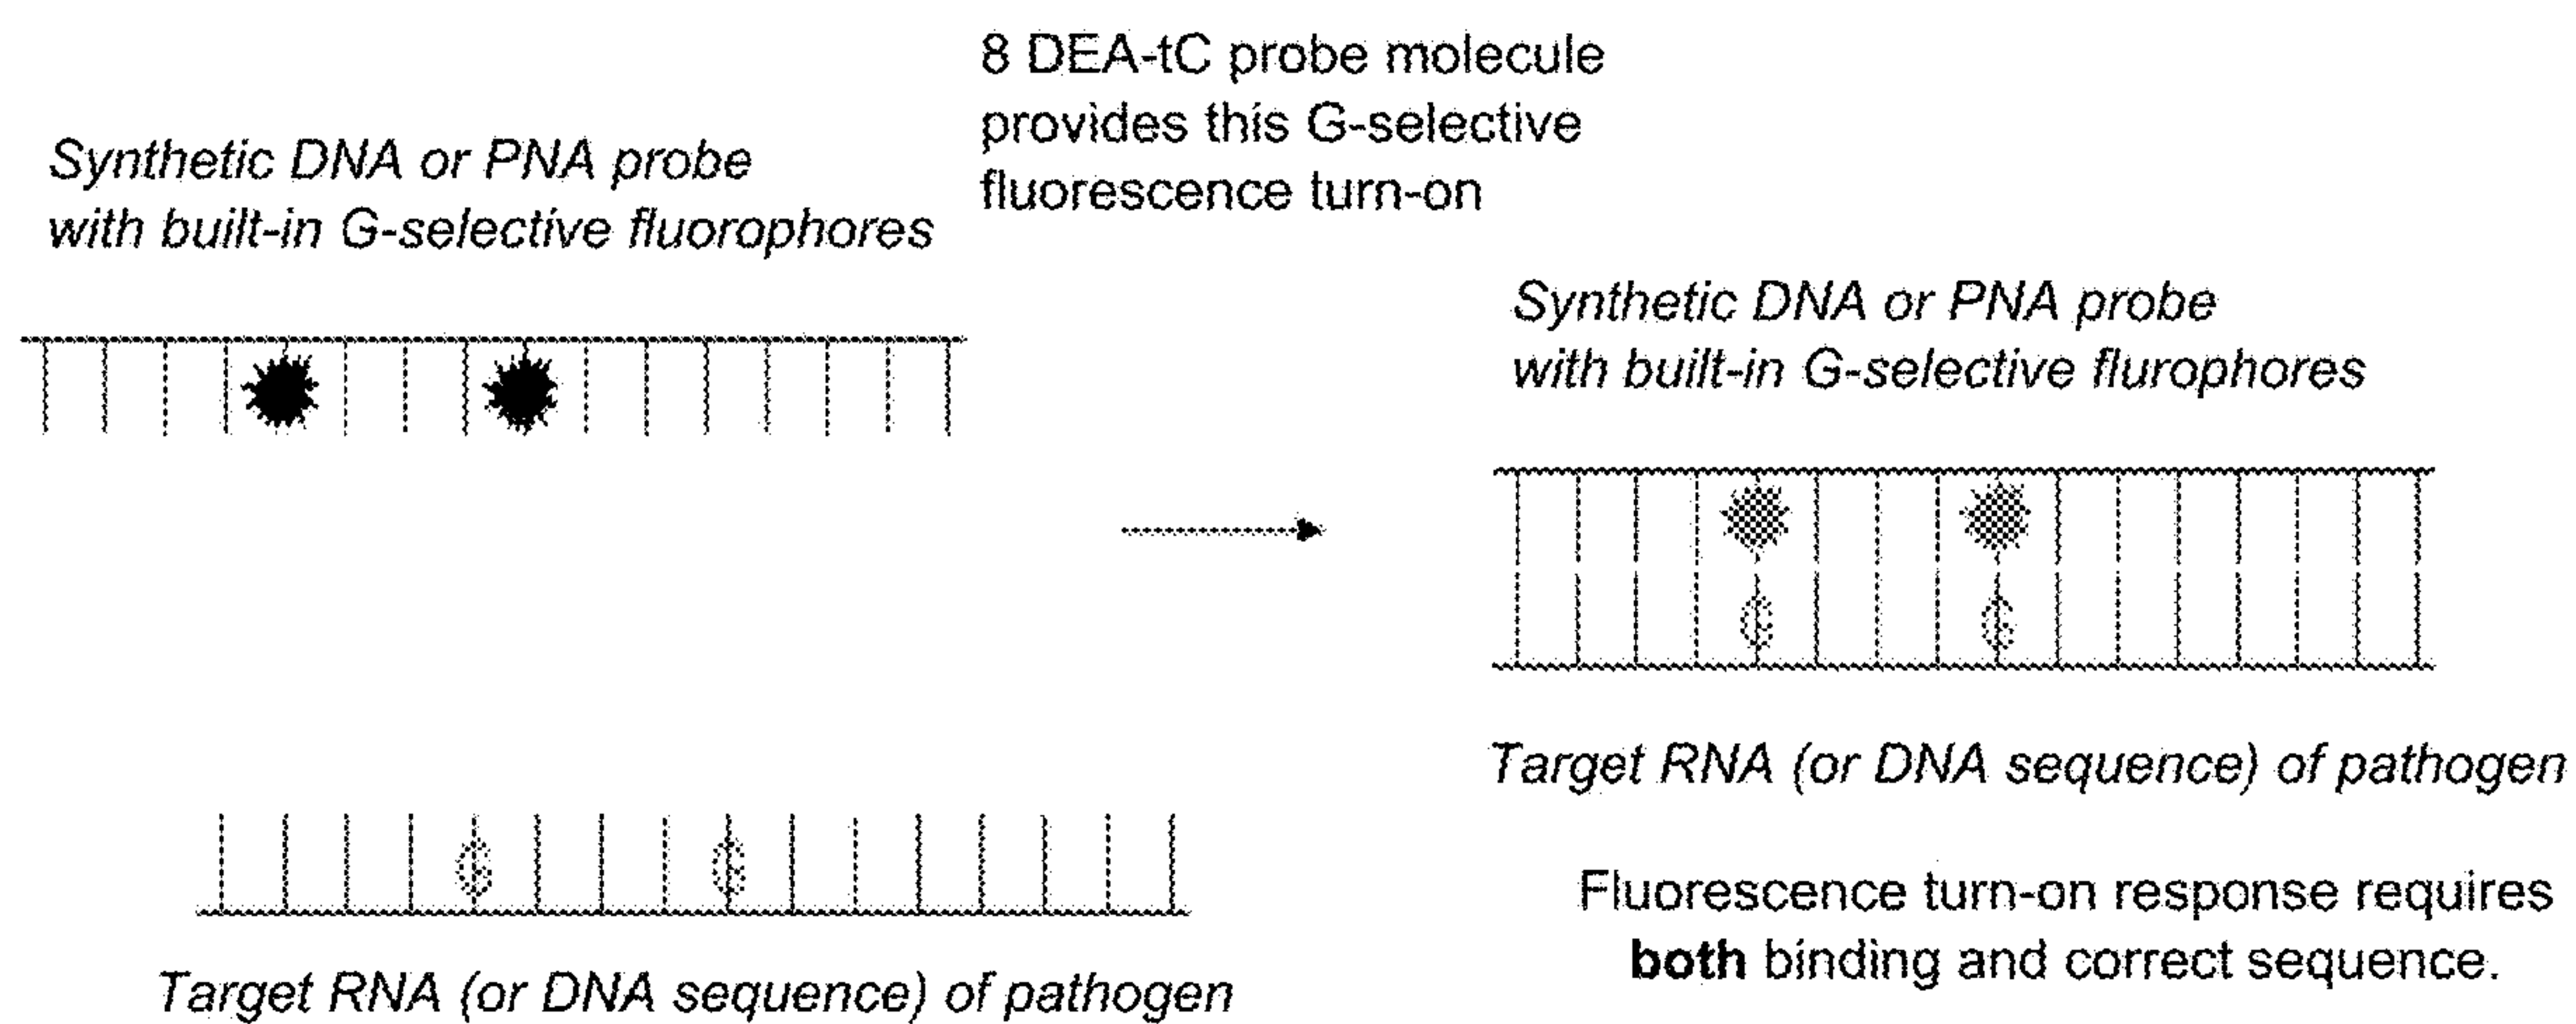 8 DEA-tC probe molecule
provides this G-selective
fluorescence turn-on
Synthetic DNA or PNA probe
with built-in G-selective fluorophores
Synthetic DNA or PNA probe
with built-in G-selective flurophores
G G
Target RNA (or DNA sequence) of pathogen
G G
Target RNA (or DNA sequence) of pathogen
Fluorescence turn-on response requires
both binding and correct sequence.